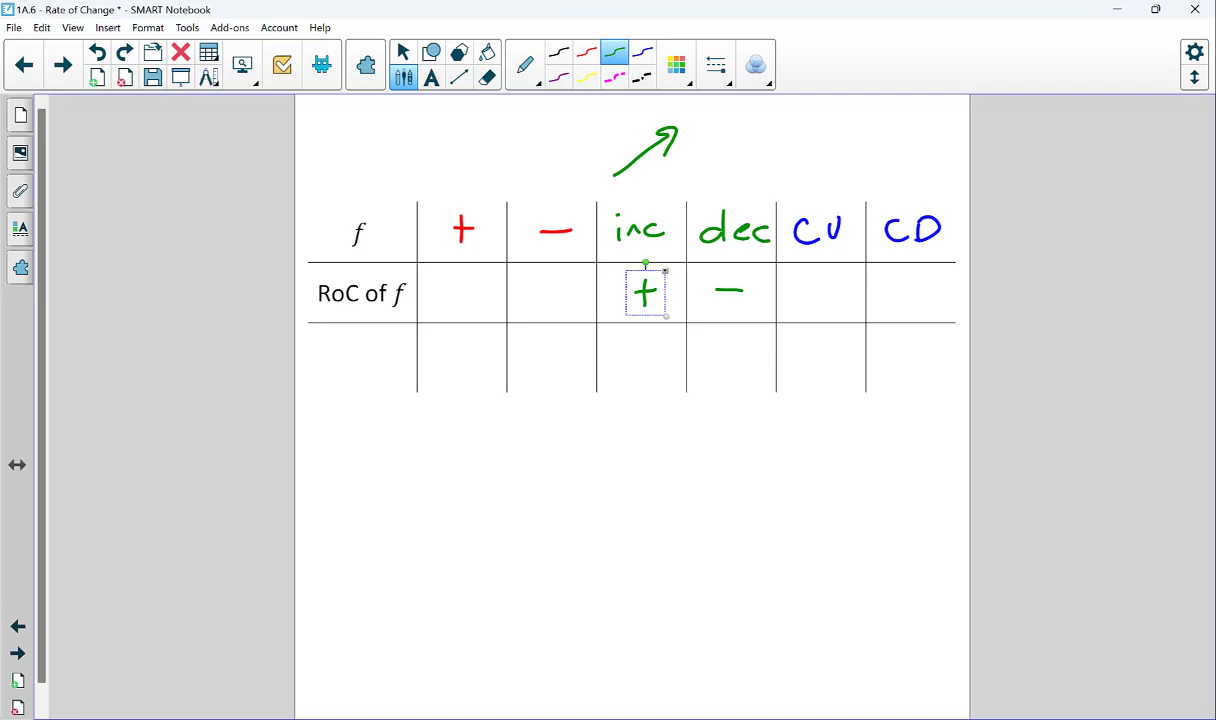 1A.6 - Rate of Change * - SMART Notebook
File Edit View Insert Format Tools Add-ons Account Help
f + − inc dec CU CD
RoC of f + −